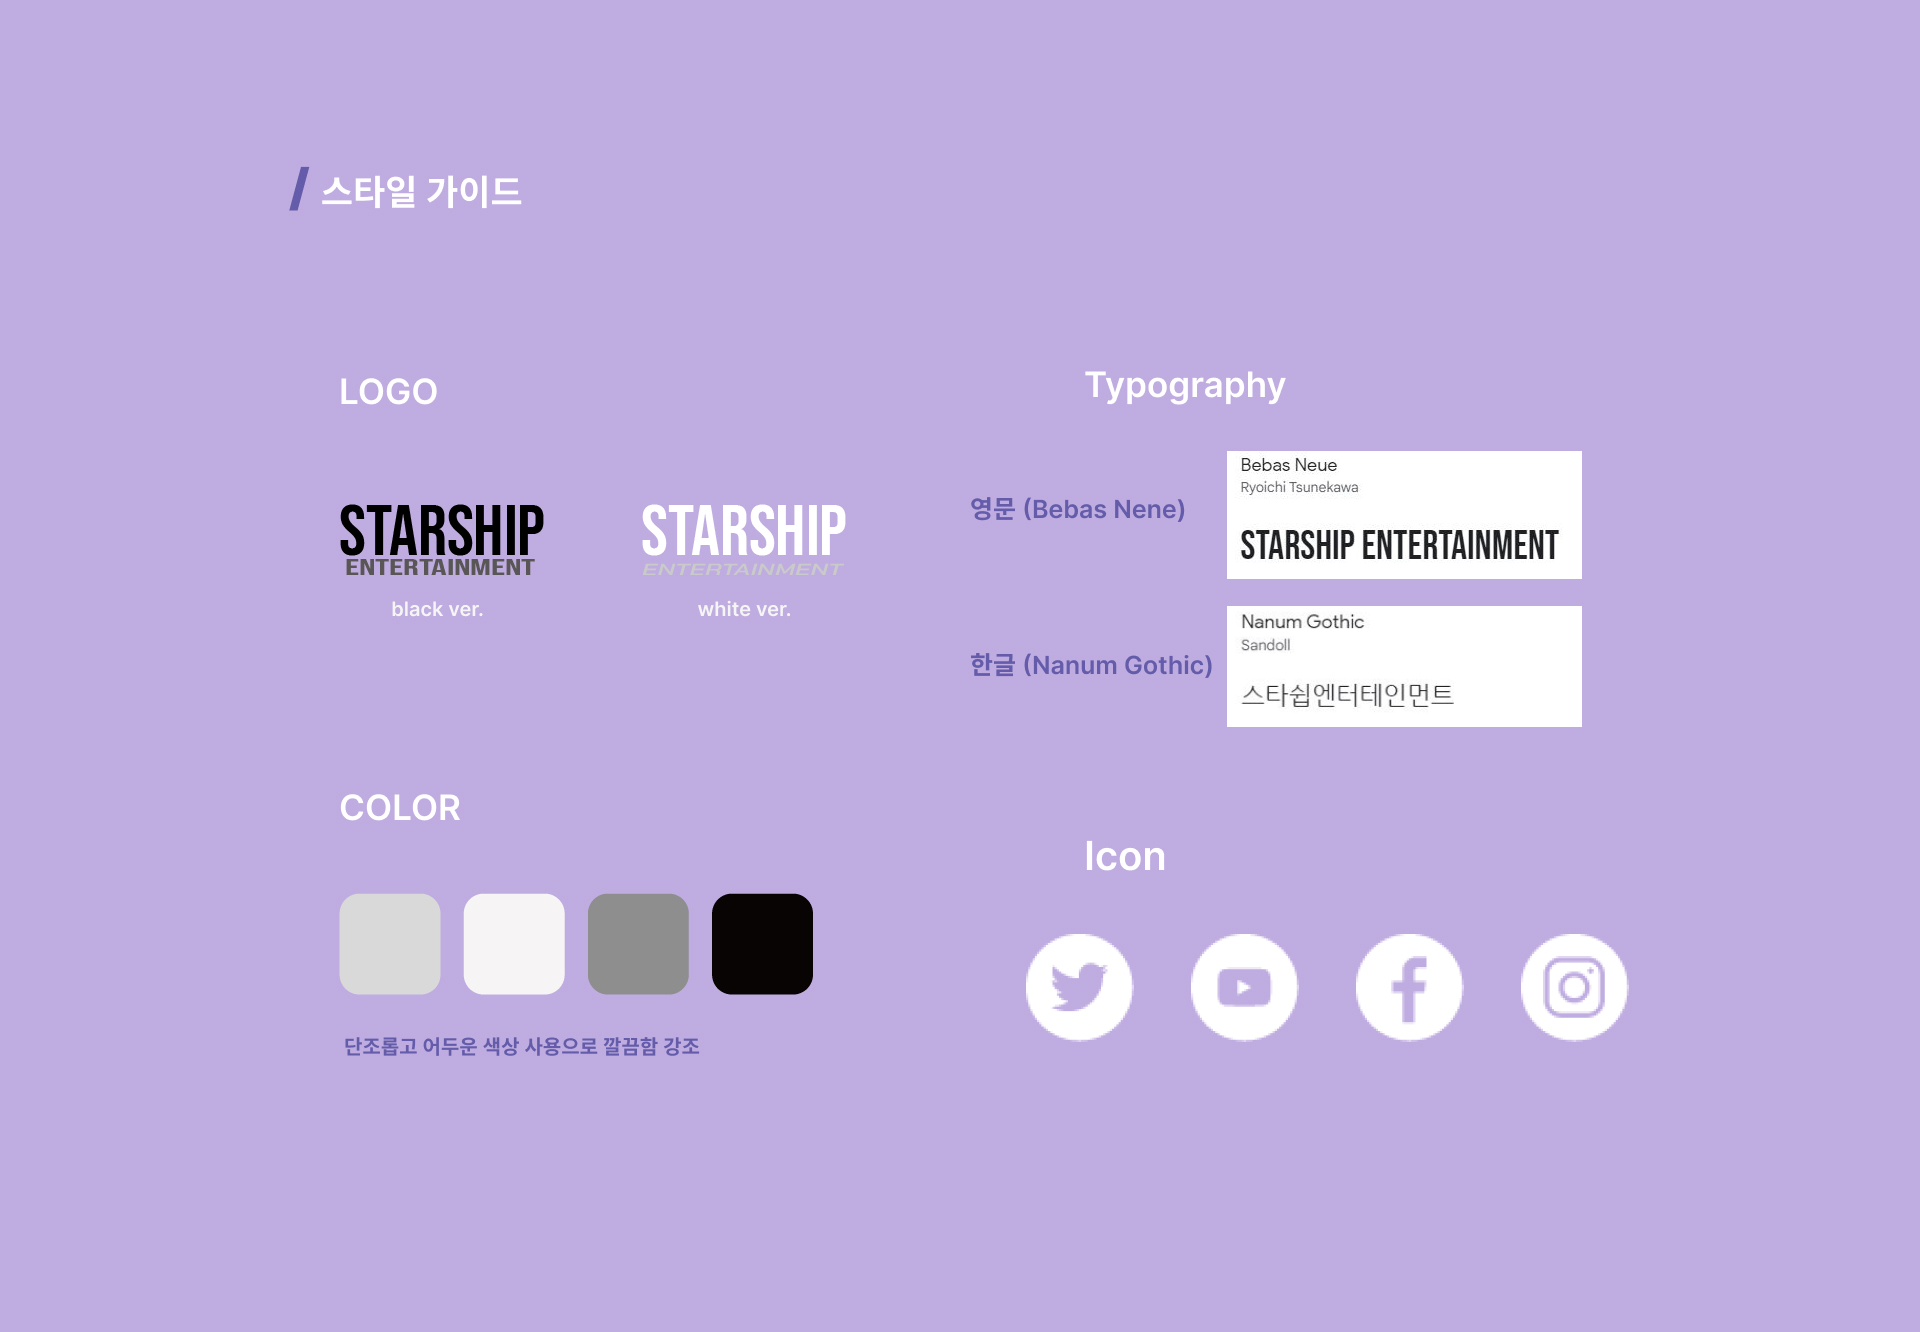 / 스타일 가이드
LOGO
STARSHIP
ENTERTAINMENT
black ver.
STARSHIP
ENTERTAINMENT
white ver.
Typography
영문 (Bebas Nene)
Bebas Neue
Ryoichi Tsunekawa
STARSHIP ENTERTAINMENT
한글 (Nanum Gothic)
Nanum Gothic
Sandoll
스타쉽엔터테인먼트
COLOR
단조롭고 어두운 색상 사용으로 깔끔함 강조
Icon